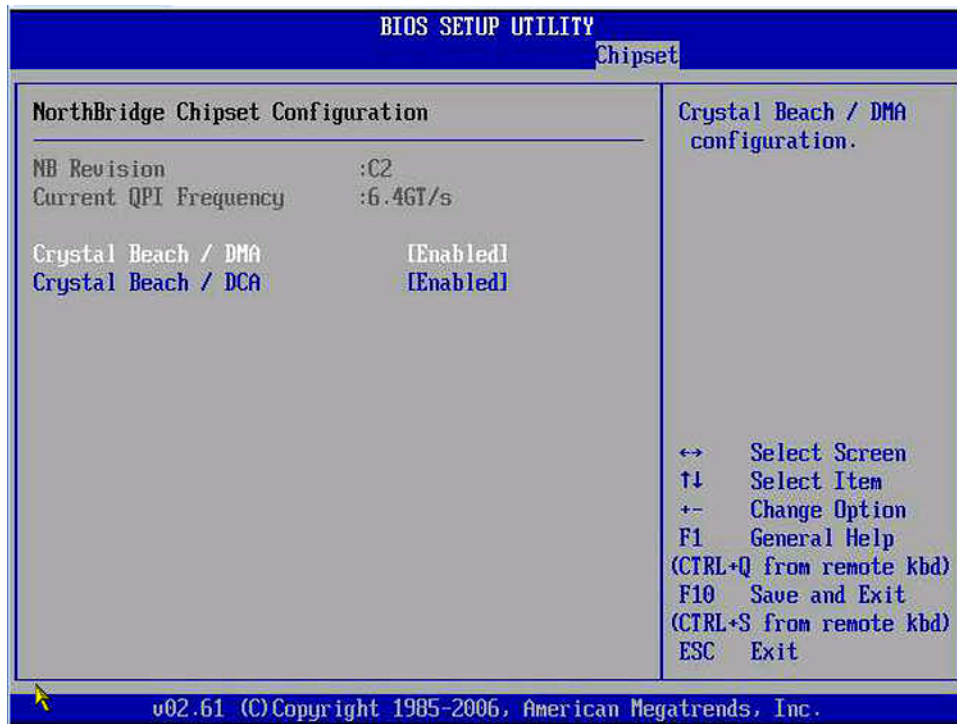 BIOS SETUP UTILITY
Chipset
NorthBridge Chipset Configuration
NB Revision :C2
Current QPI Frequency :6.4GT/s
Crystal Beach / DMA [Enabled]
Crystal Beach / DCA [Enabled]
Crystal Beach / DMA
configuration.
↔ Select Screen
↑↓ Select Item
+- Change Option
F1 General Help
(CTRL+Q from remote kbd)
F10 Save and Exit
(CTRL+S from remote kbd)
ESC Exit
v02.61 (C)Copyright 1985-2006, American Megatrends, Inc.